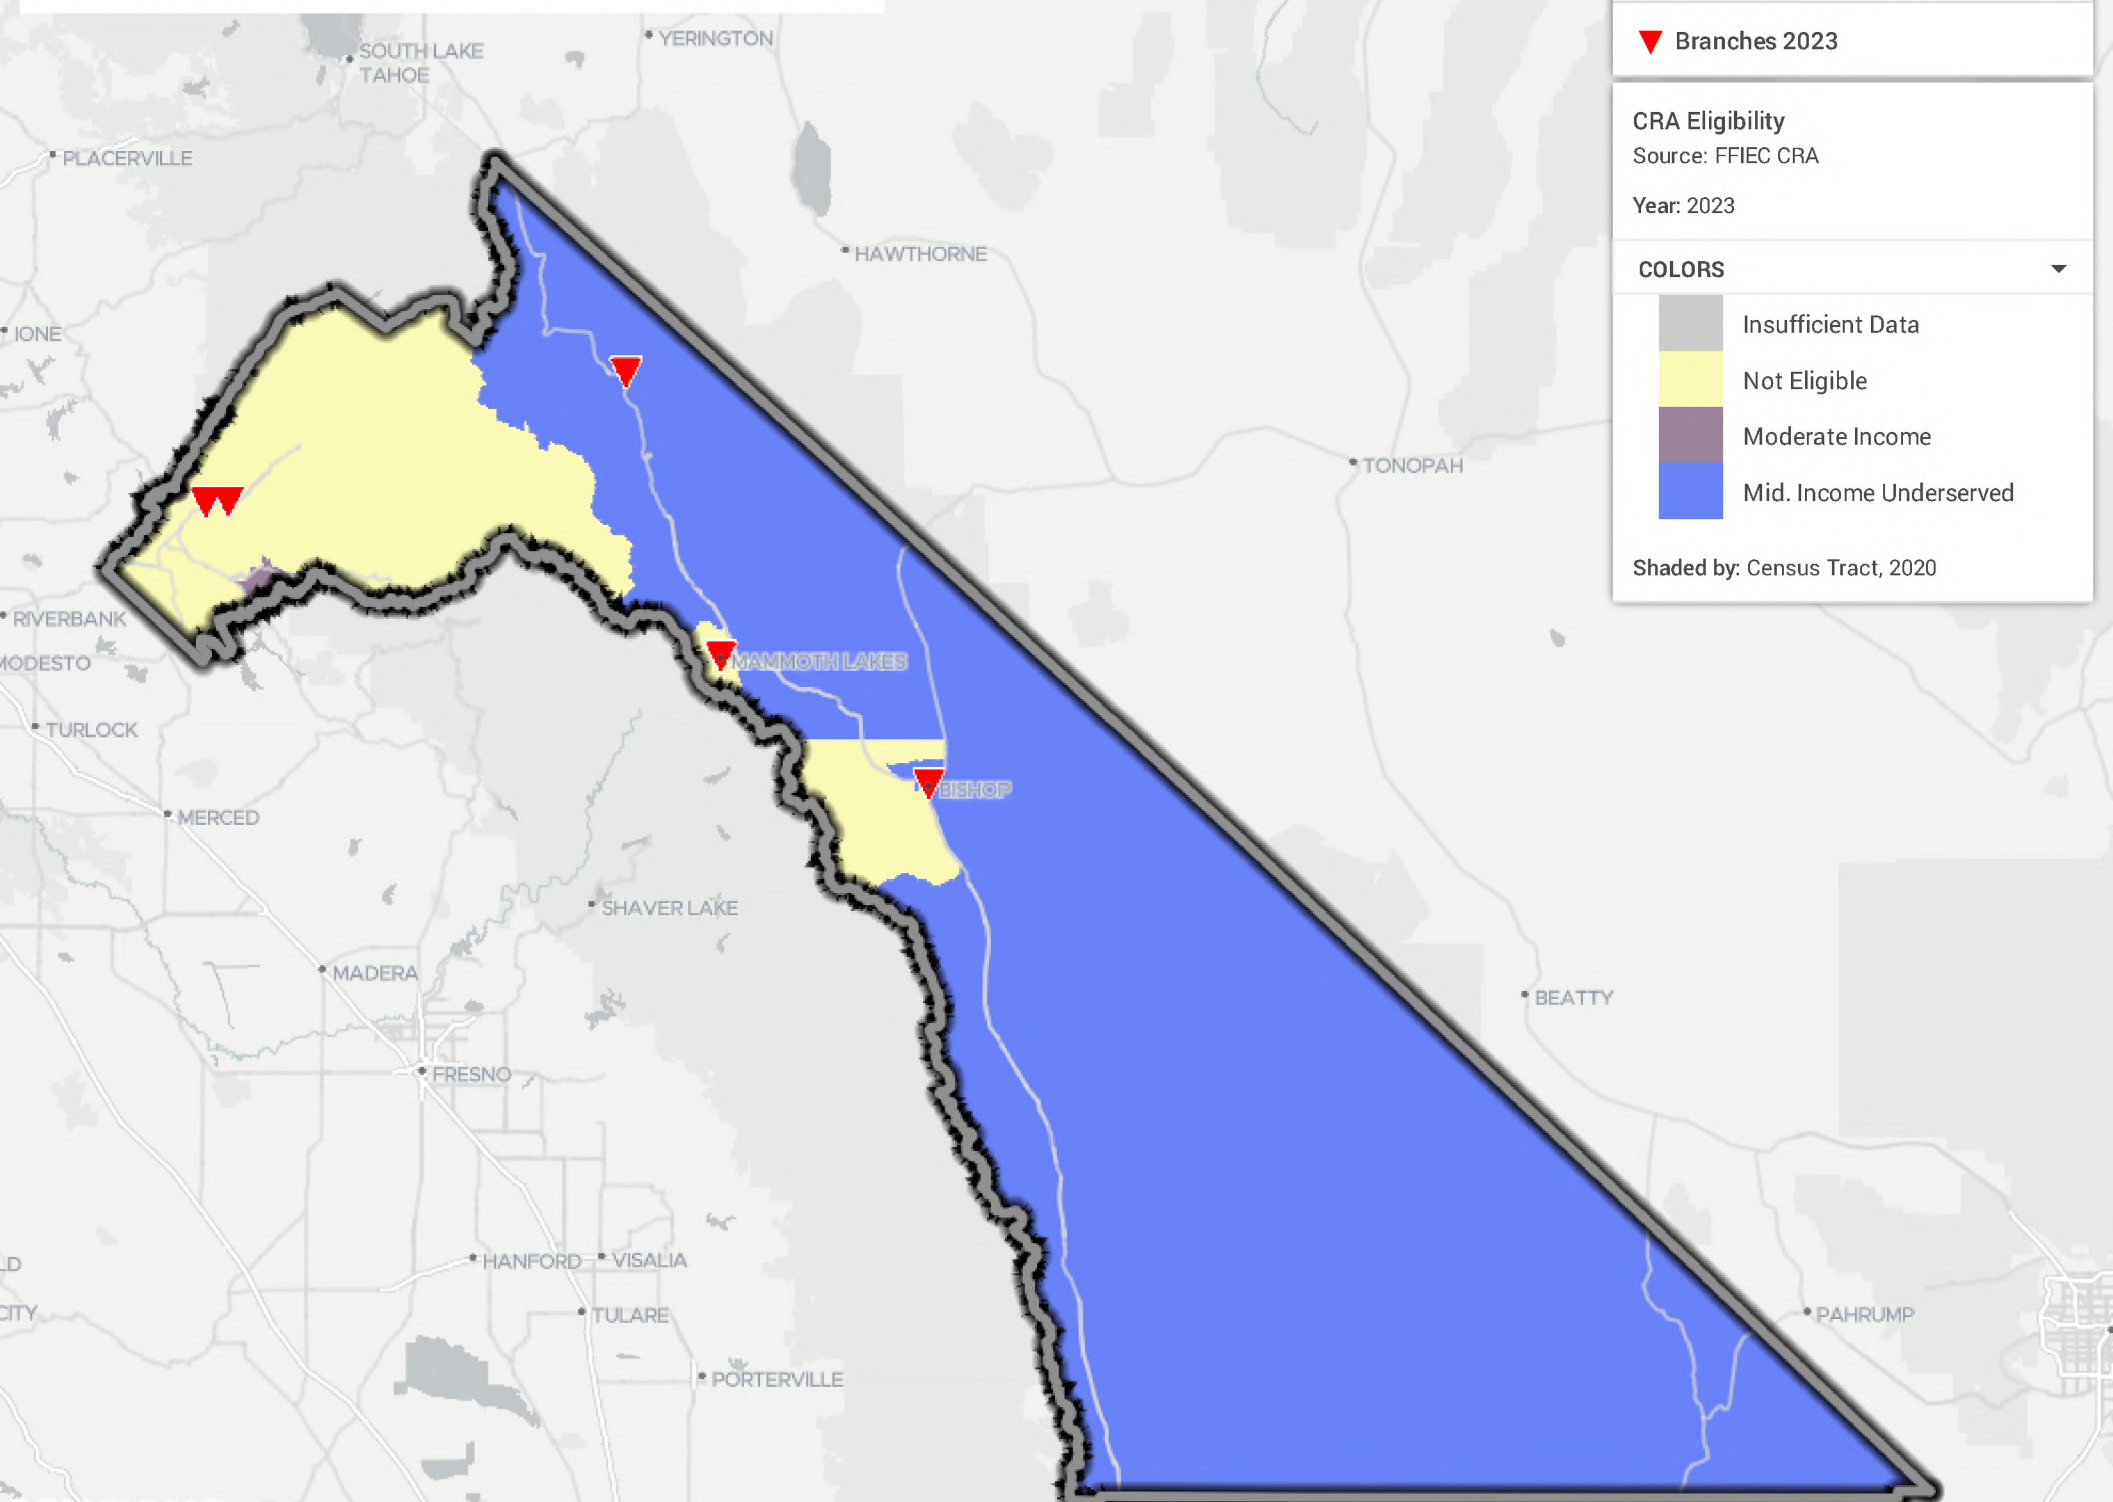 Branches 2023
CRA Eligibility
Source: FFIEC CRA
Year: 2023
COLORS
Insufficient Data
Not Eligible
Moderate Income
Mid. Income Underserved
Shaded by: Census Tract, 2020
YERINGTON
SOUTH LAKE
TAHOE
PLACERVILLE
HAWTHORNE
IONE
TONOPAH
RIVERBANK
MODESTO
MAMMOTH LAKES
TURLOCK
BISHOP
MERCED
SHAVER LAKE
MADERA
BEATTY
FRESNO
HANFORD
VISALIA
LD
CITY
TULARE
PAHRUMP
PORTERVILLE